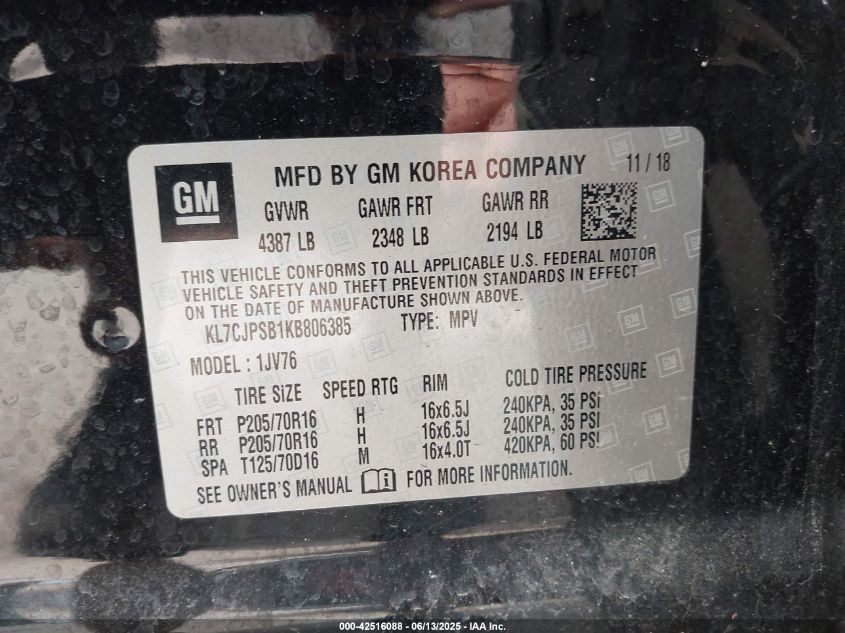 GM
MFD BY GM KOREA COMPANY 11 / 18
GVWR GAWR FRT GAWR RR
4387 LB 2348 LB 2194 LB
THIS VEHICLE CONFORMS TO ALL APPLICABLE U.S. FEDERAL MOTOR
VEHICLE SAFETY AND THEFT PREVENTION STANDARDS IN EFFECT
ON THE DATE OF MANUFACTURE SHOWN ABOVE.
KL7CJPSB1KB806385 TYPE: MPV
MODEL : 1JV76
TIRE SIZE SPEED RTG RIM COLD TIRE PRESSURE
FRT P205/70R16 H 16x6.5J 240KPA, 35 PSI
RR P205/70R16 H 16x6.5J 240KPA, 35 PSI
SPA T125/70D16 M 16x4.0T 420KPA, 60 PSI
SEE OWNER'S MANUAL i FOR MORE INFORMATION.
000-42516088 - 06/13/2025 - IAA Inc.